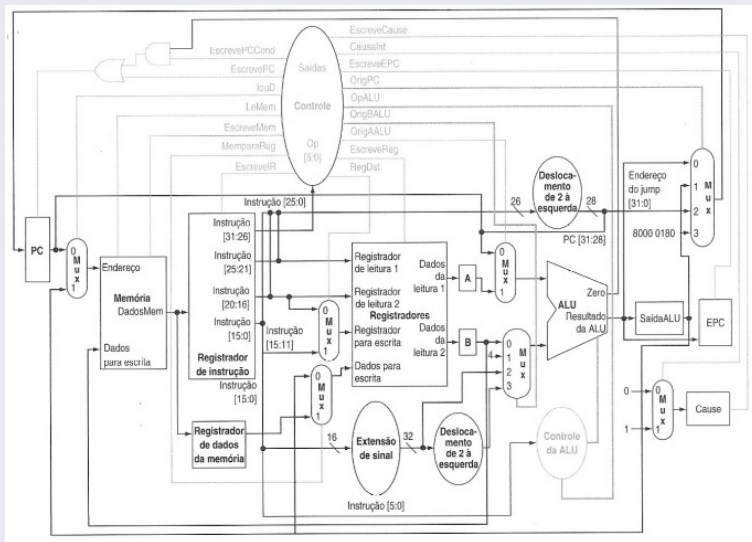 EscreveCause
CausaInt
EscreveEPC
EscrevePCCond
OrigPC
EscrevePC
Saídas
OpALU
IouD
OrigBALU
LeMem
Controle
OrigAALU
EscreveMem
EscreveReg
MemparaReg
Op
[5:0]
RegDst
EscreveIR
Instrução [25:0]
26
Deslocamen-
to de 2 à
esquerda
28
Endereço
do jump
[31:0]
PC [31:28]
8000 0180
0
1
2
3
Mux
PC
0
Mux
1
Endereço
Memória
DadosMem
Dados
para escrita
Instrução
[31:26]
Instrução
[25:21]
Instrução
[20:16]
Instrução
[15:0]
Registrador
de instrução
Instrução
[15:11]
Instrução
[15:0]
Registrador
de dados
da memória
0
Mux
1
0
Mux
1
Registrador
de leitura 1
Registrador
de leitura 2
Registradores
Registrador
para escrita
Dados para
escrita
Dados
da
leitura 1
Dados
da
leitura 2
A
B
0
Mux
1
4
0
1
Mux
2
3
ALU
Zero
Resultado
da ALU
SaídaALU
EPC
0
1
0
Mux
1
Cause
16
Extensão
de sinal
32
Desloca-
mento de 2 à
esquerda
Controle
da ALU
Instrução [5:0]